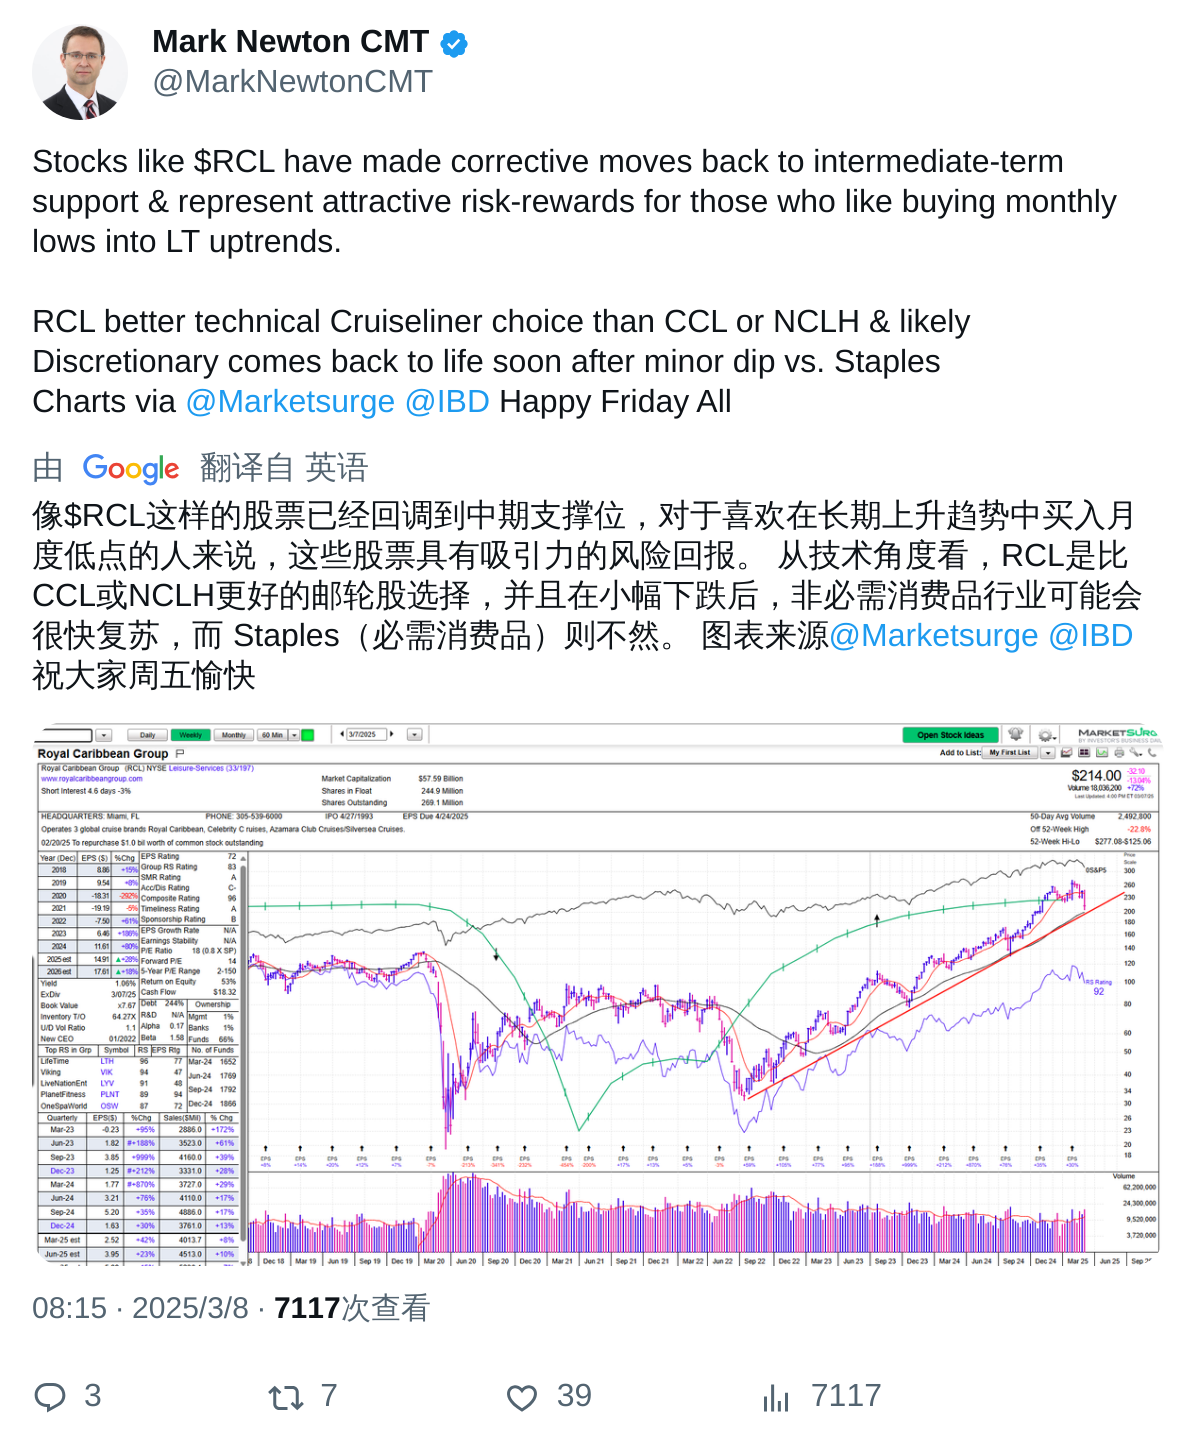 Mark Newton CMT
@MarkNewtonCMT
Stocks like $RCL have made corrective moves back to intermediate-term
support & represent attractive risk-rewards for those who like buying monthly
lows into LT uptrends.
RCL better technical Cruiseliner choice than CCL or NCLH & likely
Discretionary comes back to life soon after minor dip vs. Staples
Charts via @Marketsurge @IBD Happy Friday All
由 Google 翻译自 英语
像$RCL这样的股票已经回调到中期支撑位，对于喜欢在长期上升趋势中买入月
度低点的人来说，这些股票具有吸引力的风险回报。 从技术角度看，RCL是比
CCL或NCLH更好的邮轮股选择，并且在小幅下跌后，非必需消费品行业可能会
很快复苏，而 Staples（必需消费品）则不然。 图表来源@Marketsurge @IBD
祝大家周五愉快
Daily Weekly Monthly 60 Min 3/7/2025 Open Stock Ideas
Royal Caribbean Group Add to List: My First List MARKETSURG
Royal Caribbean Group (RCL) NYSE Leisure-Services (33/197)
www.royalcaribbeangroup.com Market Capitalization $57.59 Billion $214.00 -32.10 -13.04%
Short Interest 4.6 days -3% Shares in Float 244.9 Million Volume 18,036,200 +72%
Shares Outstanding 269.1 Million
HEADQUARTERS: Miami, FL PHONE: 305-539-6000 IPO 4/27/1993 EPS Due 4/24/2025 50-Day Avg Volume 2,492,800
Operates 3 global cruise brands Royal Caribbean, Celebrity C ruises, Azamara Club Cruises/Silversea Cruises. Off 52-Week High -22.8%
02/20/25 To repurchase $1.0 bil worth of common stock outstanding 52-Week Hi-Lo $277.08-$125.06
Year (Dec) EPS ($) %Chg
2018 8.86 +15%
2019 9.54 +8%
2020 -18.31 -292%
2021 -19.19 -5%
2022 -7.50 +61%
2023 6.46 +186%
2024 11.61 +80%
2025 est 14.91 +28%
2026 est 17.61 +18%
Yield 1.06%
ExDiv 3/07/25
Book Value x7.67
Inventory T/O 64.27X
U/D Vol Ratio 1.1
New CEO 01/2022
EPS Rating 72
Group RS Rating 83
SMR Rating A
Acc/Dis Rating C-
Composite Rating 96
Timeliness Rating A
Sponsorship Rating B
EPS Growth Rate N/A
Earnings Stability N/A
P/E Ratio 18 (0.8 X SP)
Forward P/E 14
5-Year P/E Range 2-150
Return on Equity 53%
Cash Flow $18.32
Debt 244% Ownership
R&D N/A Mgmt 1%
Alpha 0.17 Banks 1%
Beta 1.58 Funds 66%
Top RS in Grp Symbol RS EPS Rtg No. of Funds
LifeTime LTH 96 77 Mar-24 1652
Viking VIK 94 47 Jun-24 1769
LiveNationEnt LYV 91 48 Sep-24 1792
PlanetFitness PLNT 89 94
OneSpaWorld OSW 87 72 Dec-24 1866
Quarterly EPS($) %Chg Sales($Mil) % Chg
Mar-23 -0.23 +95% 2886.0 +172%
Jun-23 1.82 #+188% 3523.0 +61%
Sep-23 3.85 +999% 4160.0 +39%
Dec-23 1.25 #+212% 3331.0 +28%
Mar-24 1.77 #+870% 3727.0 +29%
Jun-24 3.21 +76% 4110.0 +17%
Sep-24 5.20 +35% 4886.0 +17%
Dec-24 1.63 +30% 3761.0 +13%
Mar-25 est 2.52 +42% 4013.7 +8%
Jun-25 est 3.95 +23% 4513.0 +10%
Price
Scale
0S&P5
300
260
230
200
180
160
140
120
100
80
60
50
40
34
30
26
23
20
18
RS Rating
92
Volume
62,200,000
24,300,000
9,520,000
3,720,000
Dec 18 Mar 19 Jun 19 Sep 19 Dec 19 Mar 20 Jun 20 Sep 20 Dec 20 Mar 21 Jun 21 Sep 21 Dec 21 Mar 22 Jun 22 Sep 22 Dec 22 Mar 23 Jun 23 Sep 23 Dec 23 Mar 24 Jun 24 Sep 24 Dec 24 Mar 25 Jun 25
08:15 · 2025/3/8 · 7117次查看
3 7 39 7117